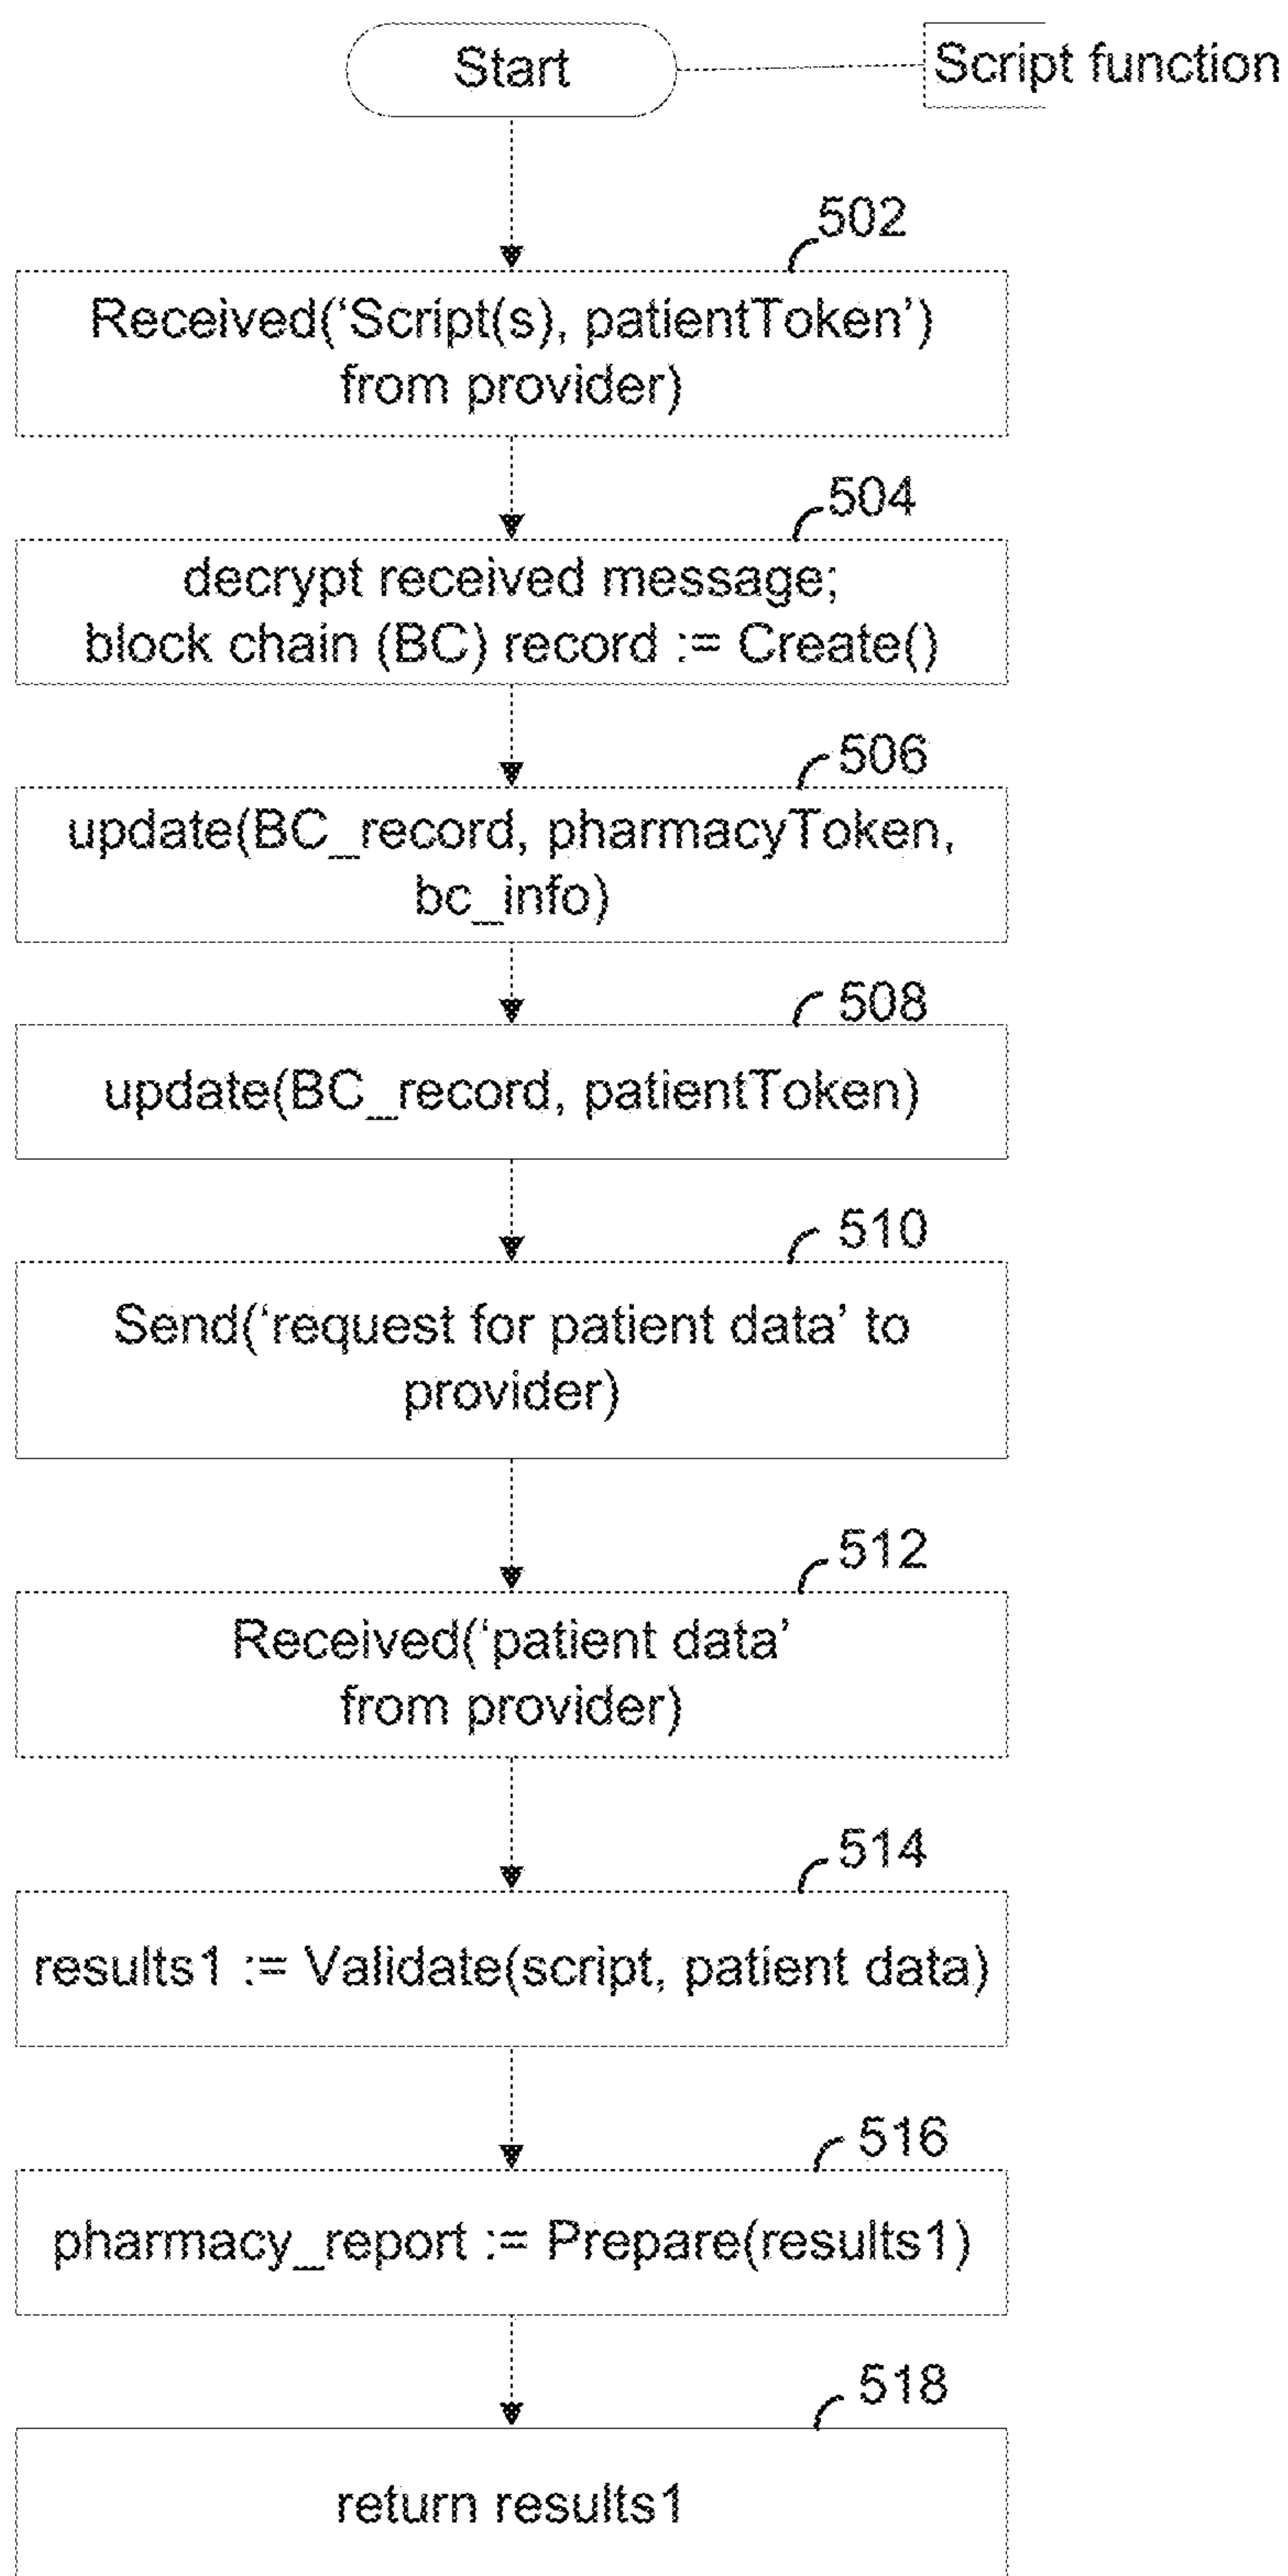 Start
Script function
502
Received(‘Script(s), patientToken’)
from provider)
504
decrypt received message;
block chain (BC) record := Create()
506
update(BC_record, pharmacyToken,
bc_info)
508
update(BC_record, patientToken)
510
Send(‘request for patient data’ to
provider)
512
Received(‘patient data’
from provider)
514
results1 := Validate(script, patient data)
516
pharmacy_report := Prepare(results1)
518
return results1